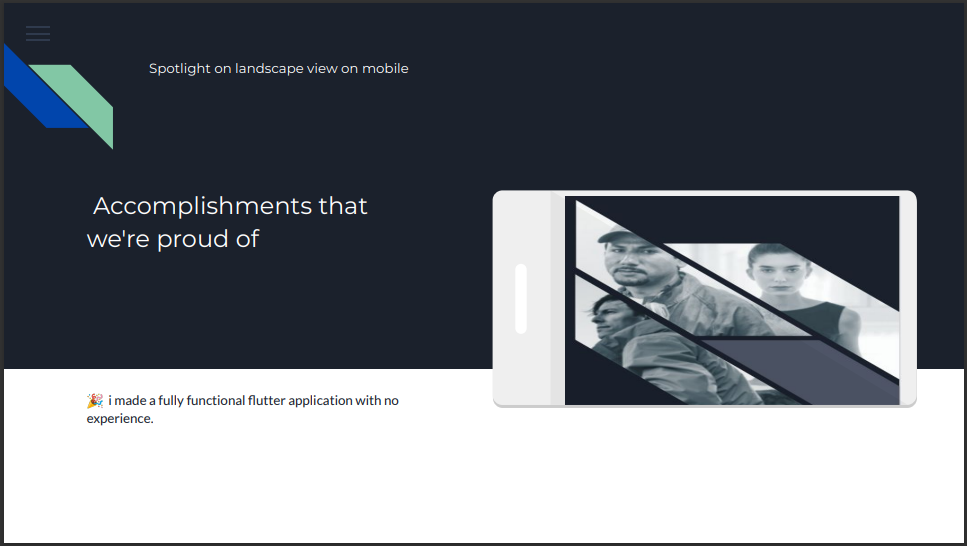 Spotlight on landscape view on mobile
Accomplishments that
we're proud of
🎉 i made a fully functional flutter application with no
experience.